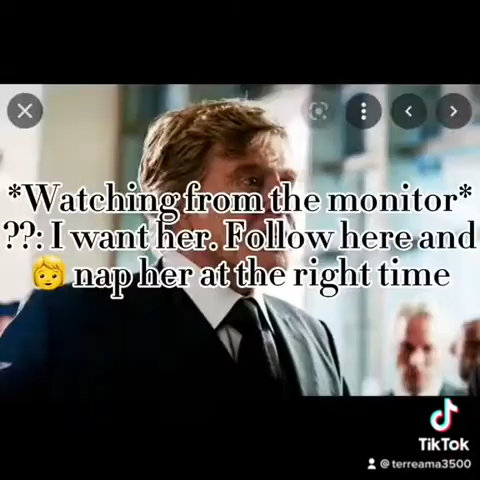 *Watching from the monitor*
??: I want her. Follow here and
👧 nap her at the right time
TikTok
@terreama3500